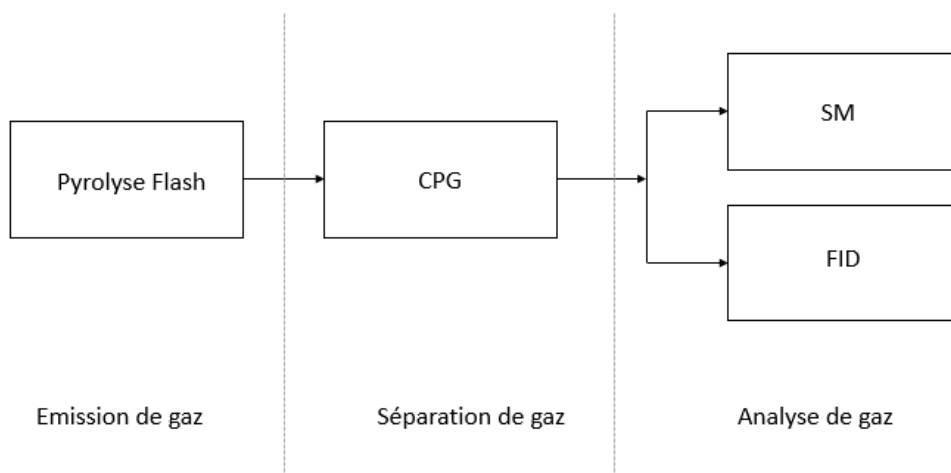 Pyrolyse Flash
CPG
SM
FID
Emission de gaz
Séparation de gaz
Analyse de gaz